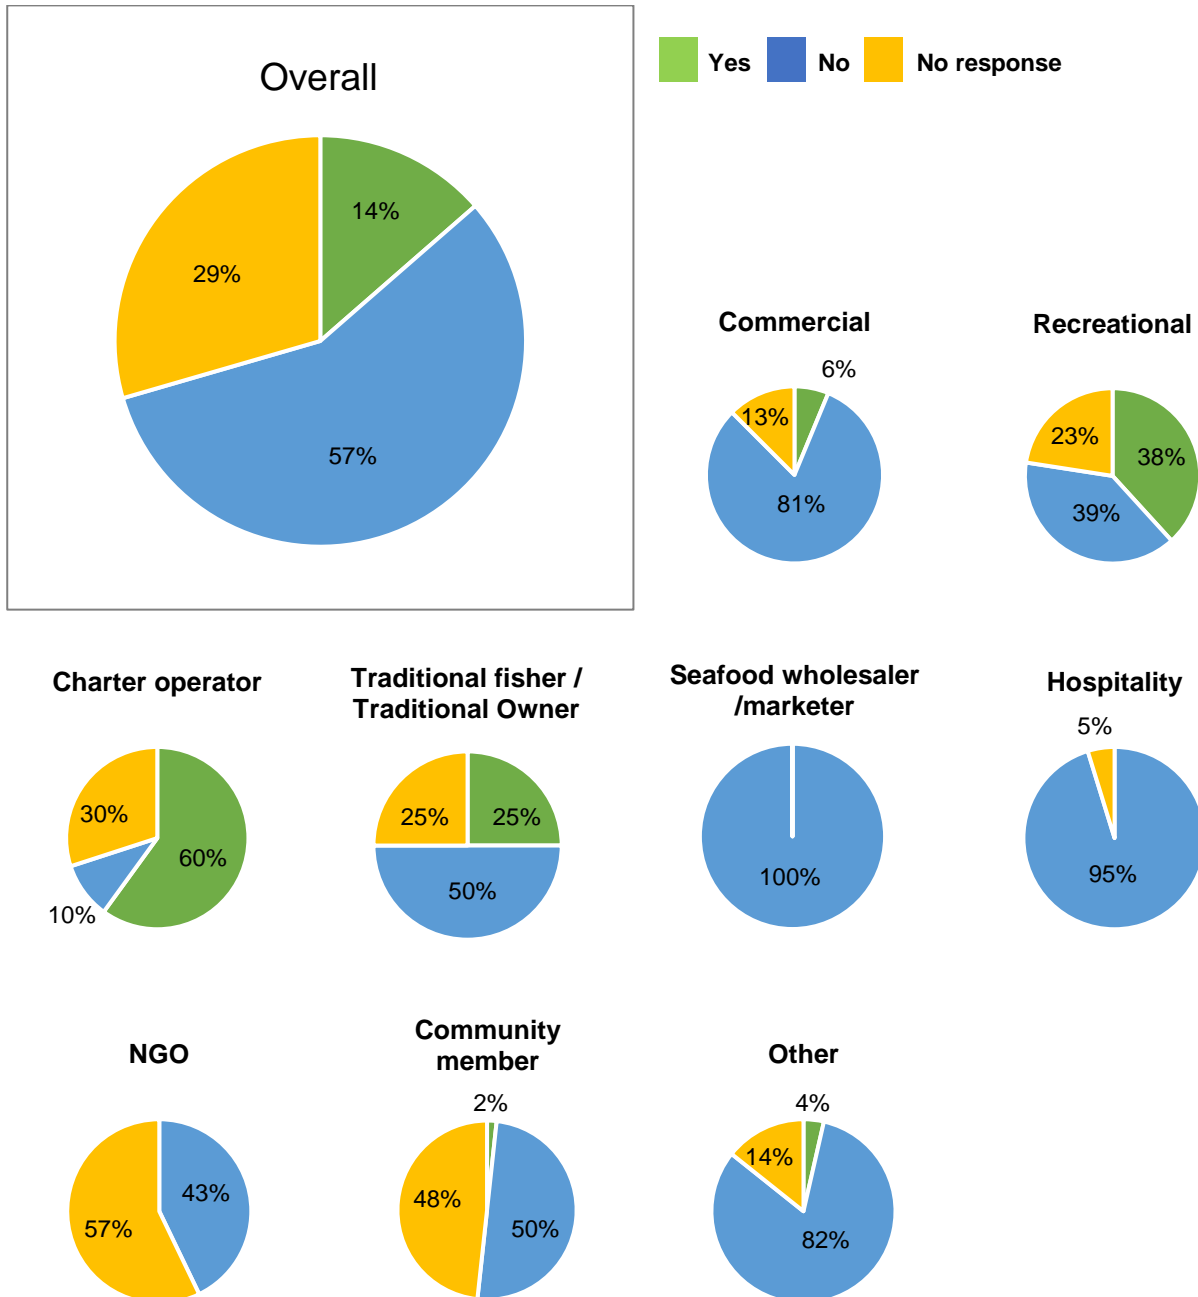 Overall
14%
29%
57%
Yes No No response
Commercial
6%
13%
81%
Recreational
23%
38%
39%
Charter operator
30%
60%
10%
Traditional fisher /
Traditional Owner
25% 25%
50%
Seafood wholesaler
/marketer
100%
Hospitality
5%
95%
NGO
43%
57%
Community
member
2%
48%
50%
Other
4%
14%
82%